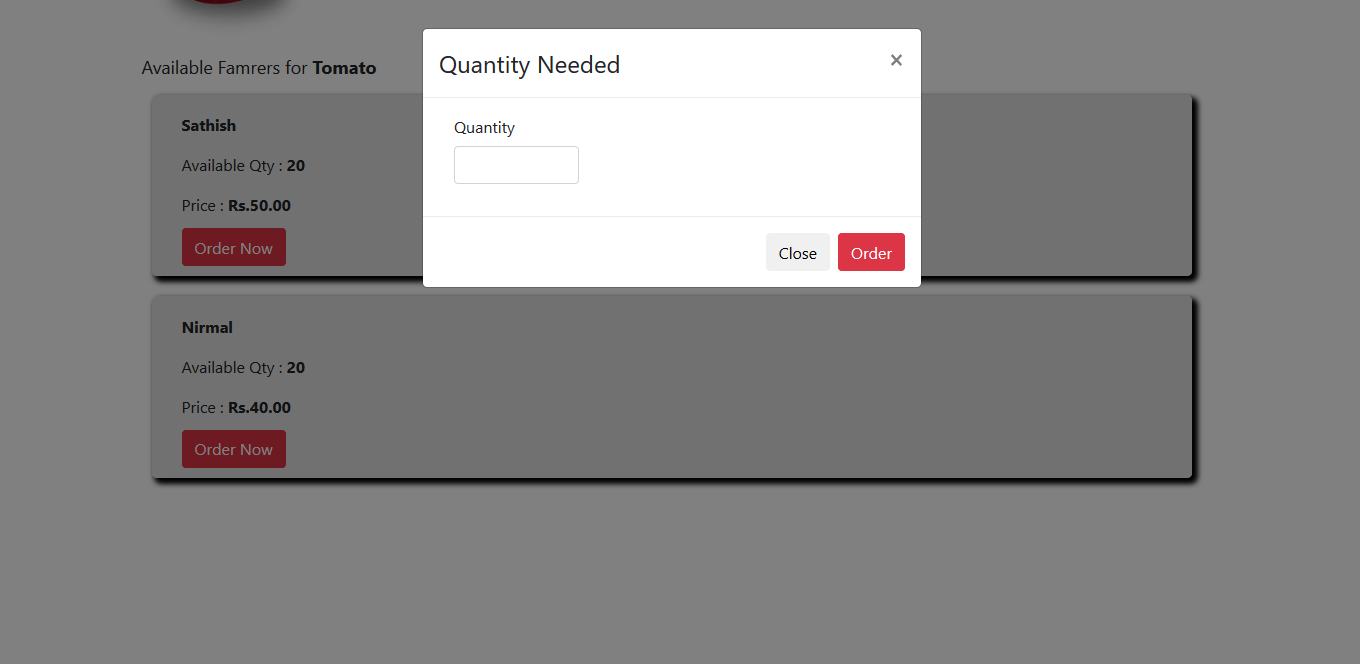 Quantity Needed
×
Quantity
Close
Order
Available Famrers for Tomato
Sathish
Available Qty : 20
Price : Rs.50.00
Order Now
Nirmal
Available Qty : 20
Price : Rs.40.00
Order Now